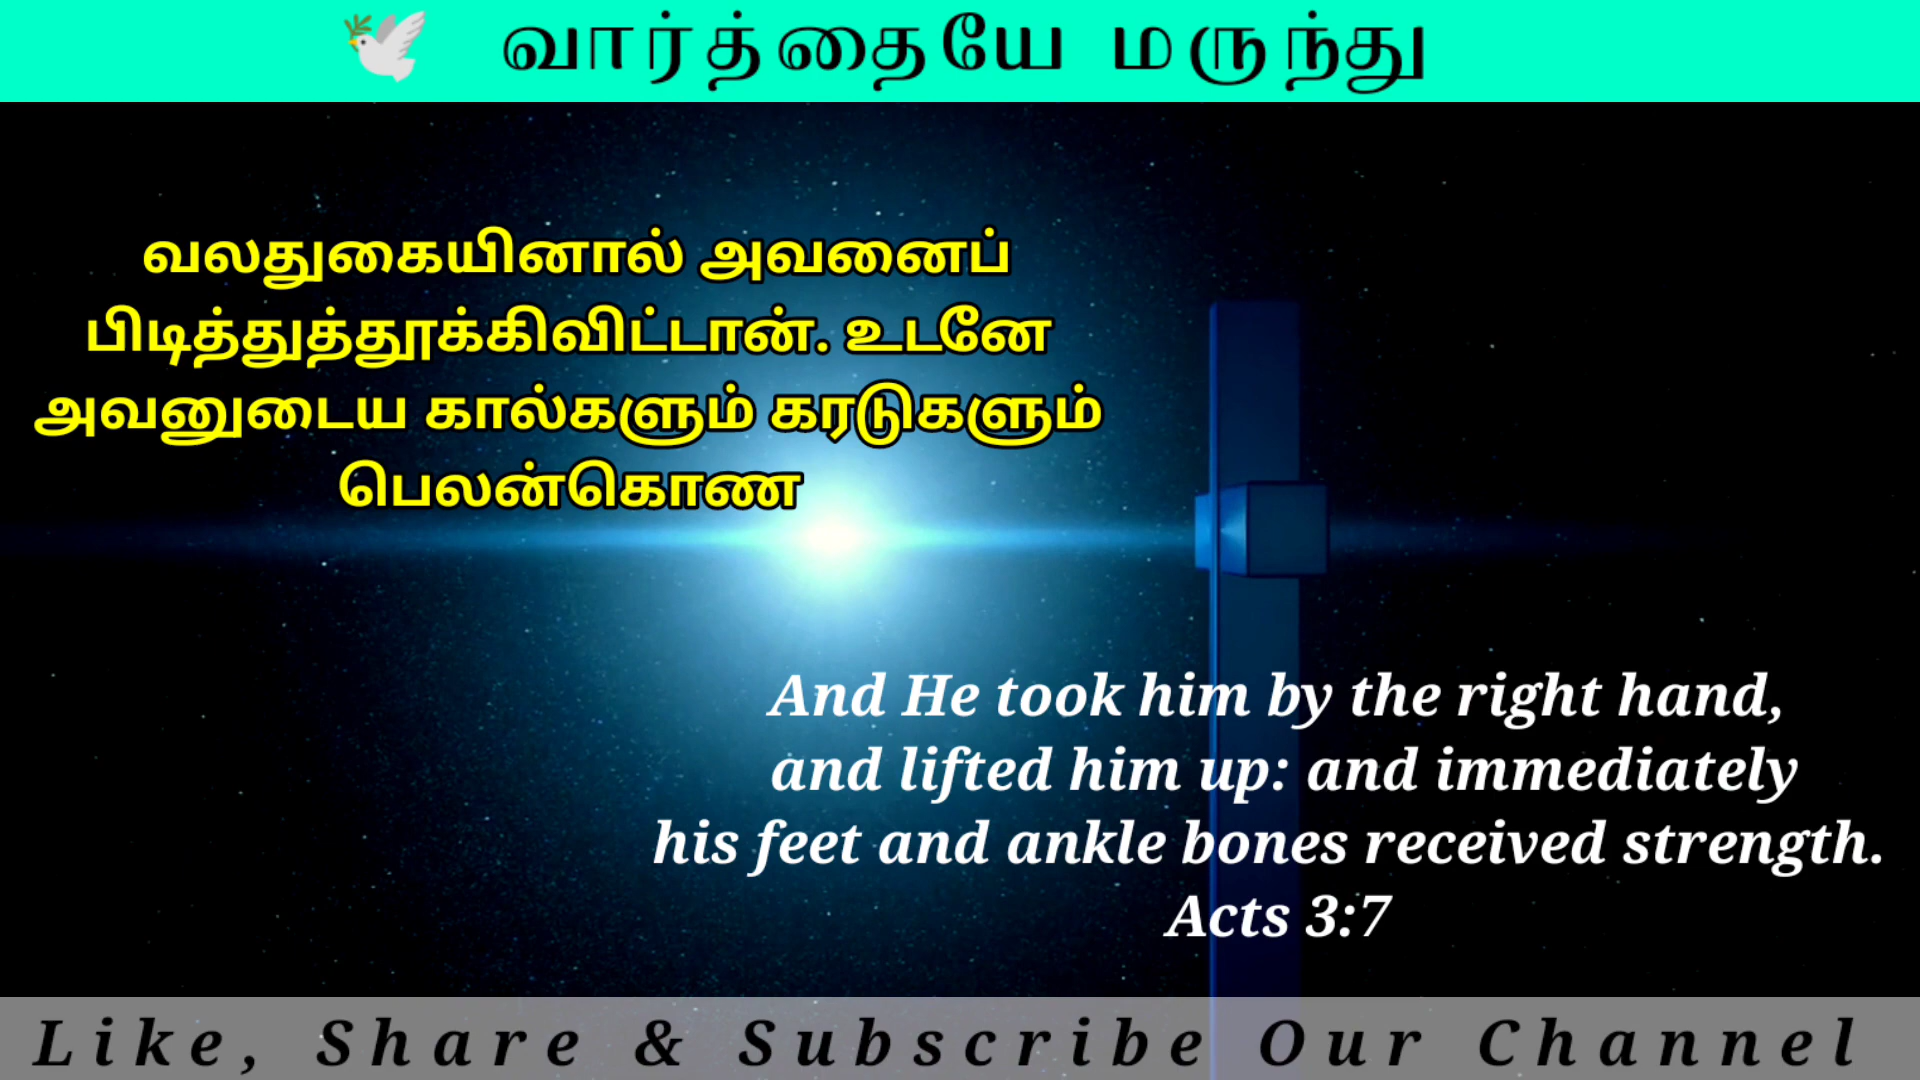 🕊️ வார்த்தையே மருந்து
வலதுகையினால் அவனைப்
பிடித்துத்தூக்கிவிட்டான். உடனே
அவனுடைய கால்களும் கரடுகளும்
பெலன்கொண
And He took him by the right hand,
and lifted him up: and immediately
his feet and ankle bones received strength.
Acts 3:7
Like, Share & Subscribe Our Channel